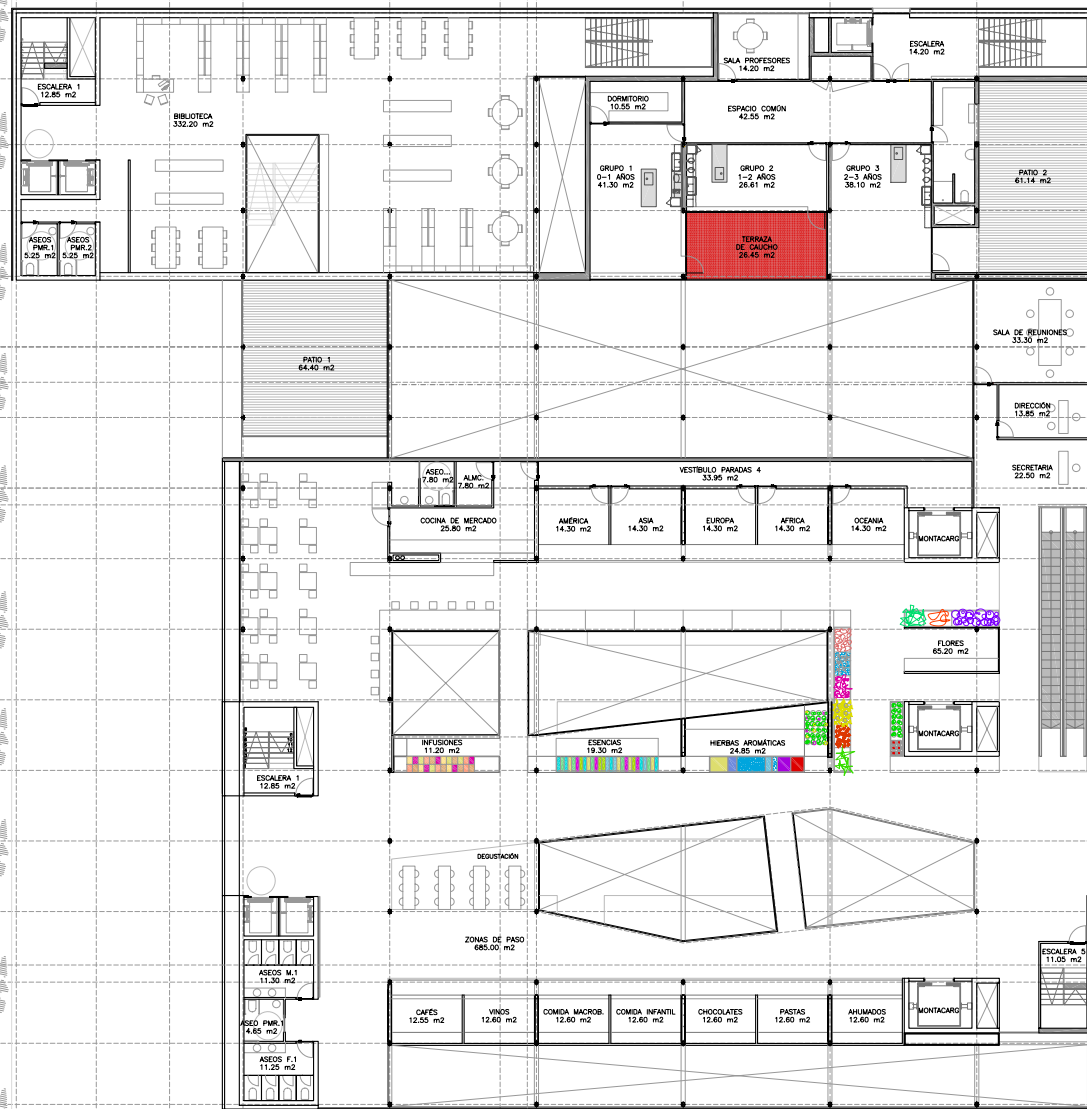 ESCALERA
14.20 m2
SALA PROFESORES
14.20 m2
ESCALERA 1
12.85 m2
BIBLIOTECA
332.20 m2
DORMITORIO
10.55 m2
ESPACIO COMÚN
42.55 m2
GRUPO 1
0-1 AÑOS
41.30 m2
GRUPO 2
1-2 AÑOS
26.61 m2
GRUPO 3
2-3 AÑOS
38.10 m2
PATIO 2
61.14 m2
ASEOS
PMR.1
5.25 m2
ASEOS
PMR.2
5.25 m2
TERRAZA
DE CAUCHO
26.45 m2
SALA DE REUNIONES
33.30 m2
PATIO 1
64.40 m2
DIRECCIÓN
13.85 m2
SECRETARIA
22.50 m2
ASEO...
7.80 m2
ALMC.
7.80 m2
VESTÍBULO PARADAS 4
33.95 m2
COCINA DE MERCADO
25.80 m2
AMÉRICA
14.30 m2
ASIA
14.30 m2
EUROPA
14.30 m2
AFRICA
14.30 m2
OCEANIA
14.30 m2
MONTACARG
FLORES
65.20 m2
MONTACARG
INFUSIONES
11.20 m2
ESENCIAS
19.30 m2
HIERBAS AROMÁTICAS
24.85 m2
ESCALERA 1
12.85 m2
DEGUSTACIÓN
ZONAS DE PASO
685.00 m2
ESCALERA 5
11.05 m2
ASEOS M.1
11.30 m2
ASEO PMR.1
4.65 m2
ASEOS F.1
11.25 m2
CAFÉS
12.55 m2
VINOS
12.60 m2
COMIDA MACROB.
12.60 m2
COMIDA INFANTIL
12.60 m2
CHOCOLATES
12.60 m2
PASTAS
12.60 m2
AHUMADOS
12.60 m2
MONTACARG